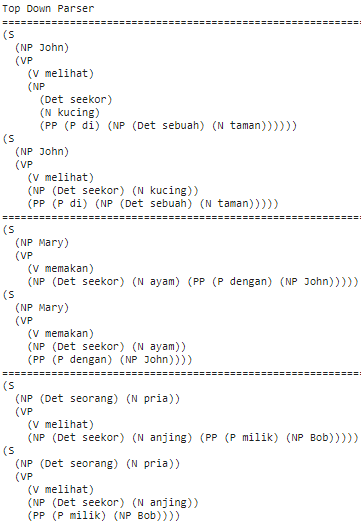 Top Down Parser
==========================================================
(S
  (NP John)
  (VP
    (V melihat)
    (NP
      (Det seekor)
      (N kucing)
      (PP (P di) (NP (Det sebuah) (N taman))))))
(S
  (NP John)
  (VP
    (V melihat)
    (NP (Det seekor) (N kucing))
    (PP (P di) (NP (Det sebuah) (N taman)))))
==========================================================
(S
  (NP Mary)
  (VP
    (V memakan)
    (NP (Det seekor) (N ayam) (PP (P dengan) (NP John)))))
(S
  (NP Mary)
  (VP
    (V memakan)
    (NP (Det seekor) (N ayam))
    (PP (P dengan) (NP John))))
==========================================================
(S
  (NP (Det seorang) (N pria))
  (VP
    (V melihat)
    (NP (Det seekor) (N anjing) (PP (P milik) (NP Bob)))))
(S
  (NP (Det seorang) (N pria))
  (VP
    (V melihat)
    (NP (Det seekor) (N anjing))
    (PP (P milik) (NP Bob))))